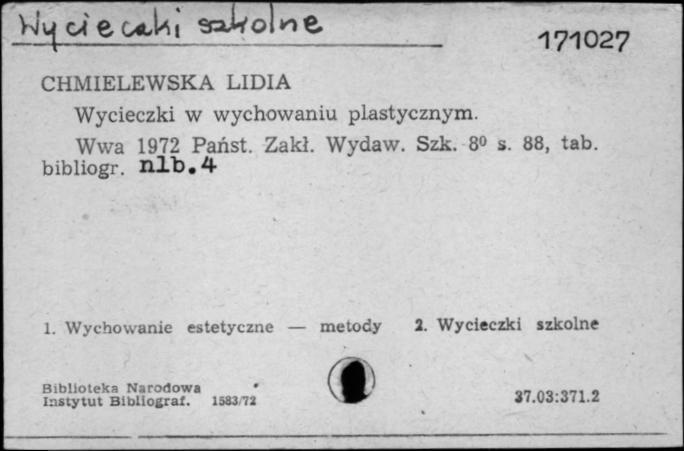 Wycieczki szkolne
171027
CHMIELEWSKA LIDIA
Wycieczki w wychowaniu plastycznym.
Wwa 1972 Państ. Zakł. Wydaw. Szk. 8⁰ s. 88, tab.
bibliogr. nlb. 4
1. Wychowanie estetyczne — metody 2. Wycieczki szkolne
Biblioteka Narodowa
Instytut Bibliograf. 1583/72
37.03:371.2